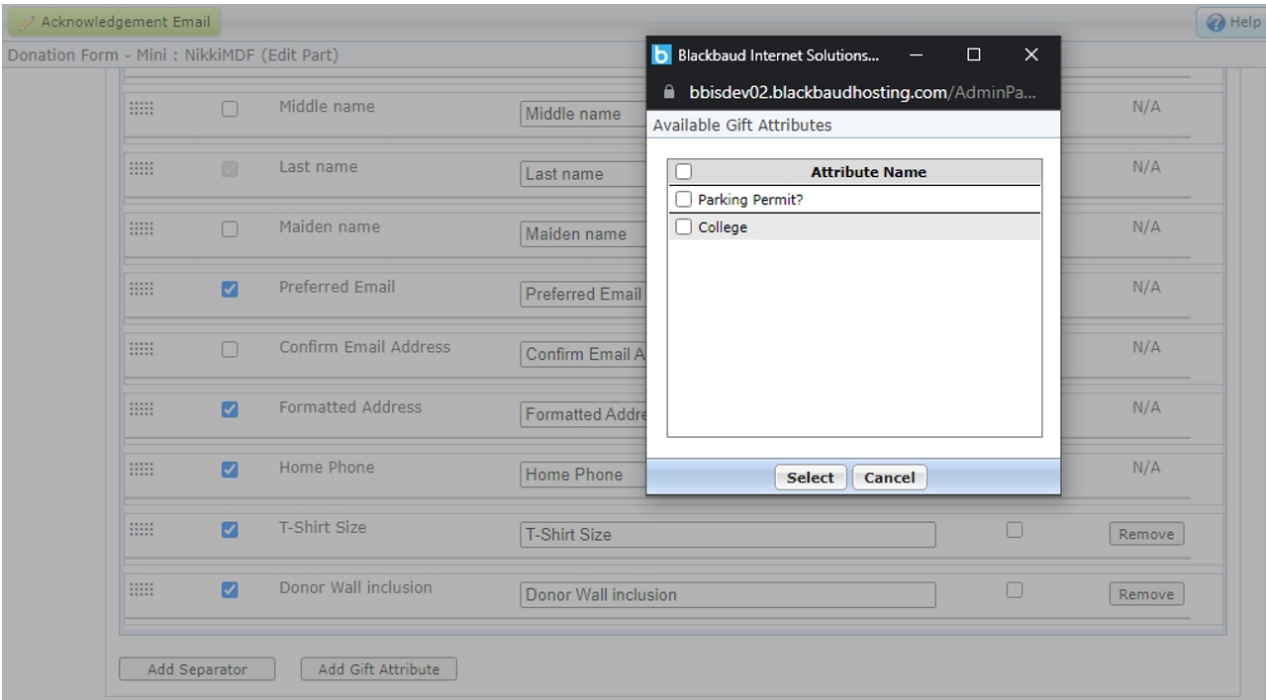 Acknowledgement Email
Help
Donation Form - Mini : NikkiMDF (Edit Part)
Middle name Middle name N/A
Last name Last name N/A
Maiden name Maiden name N/A
Preferred Email Preferred Email N/A
Confirm Email Address Confirm Email A N/A
Formatted Address Formatted Addre N/A
Home Phone Home Phone N/A
T-Shirt Size T-Shirt Size Remove
Donor Wall inclusion Donor Wall inclusion Remove
Add Separator Add Gift Attribute
b Blackbaud Internet Solutions...
bbisdev02.blackbaudhosting.com/AdminPa...
Available Gift Attributes
Attribute Name
Parking Permit?
College
Select Cancel